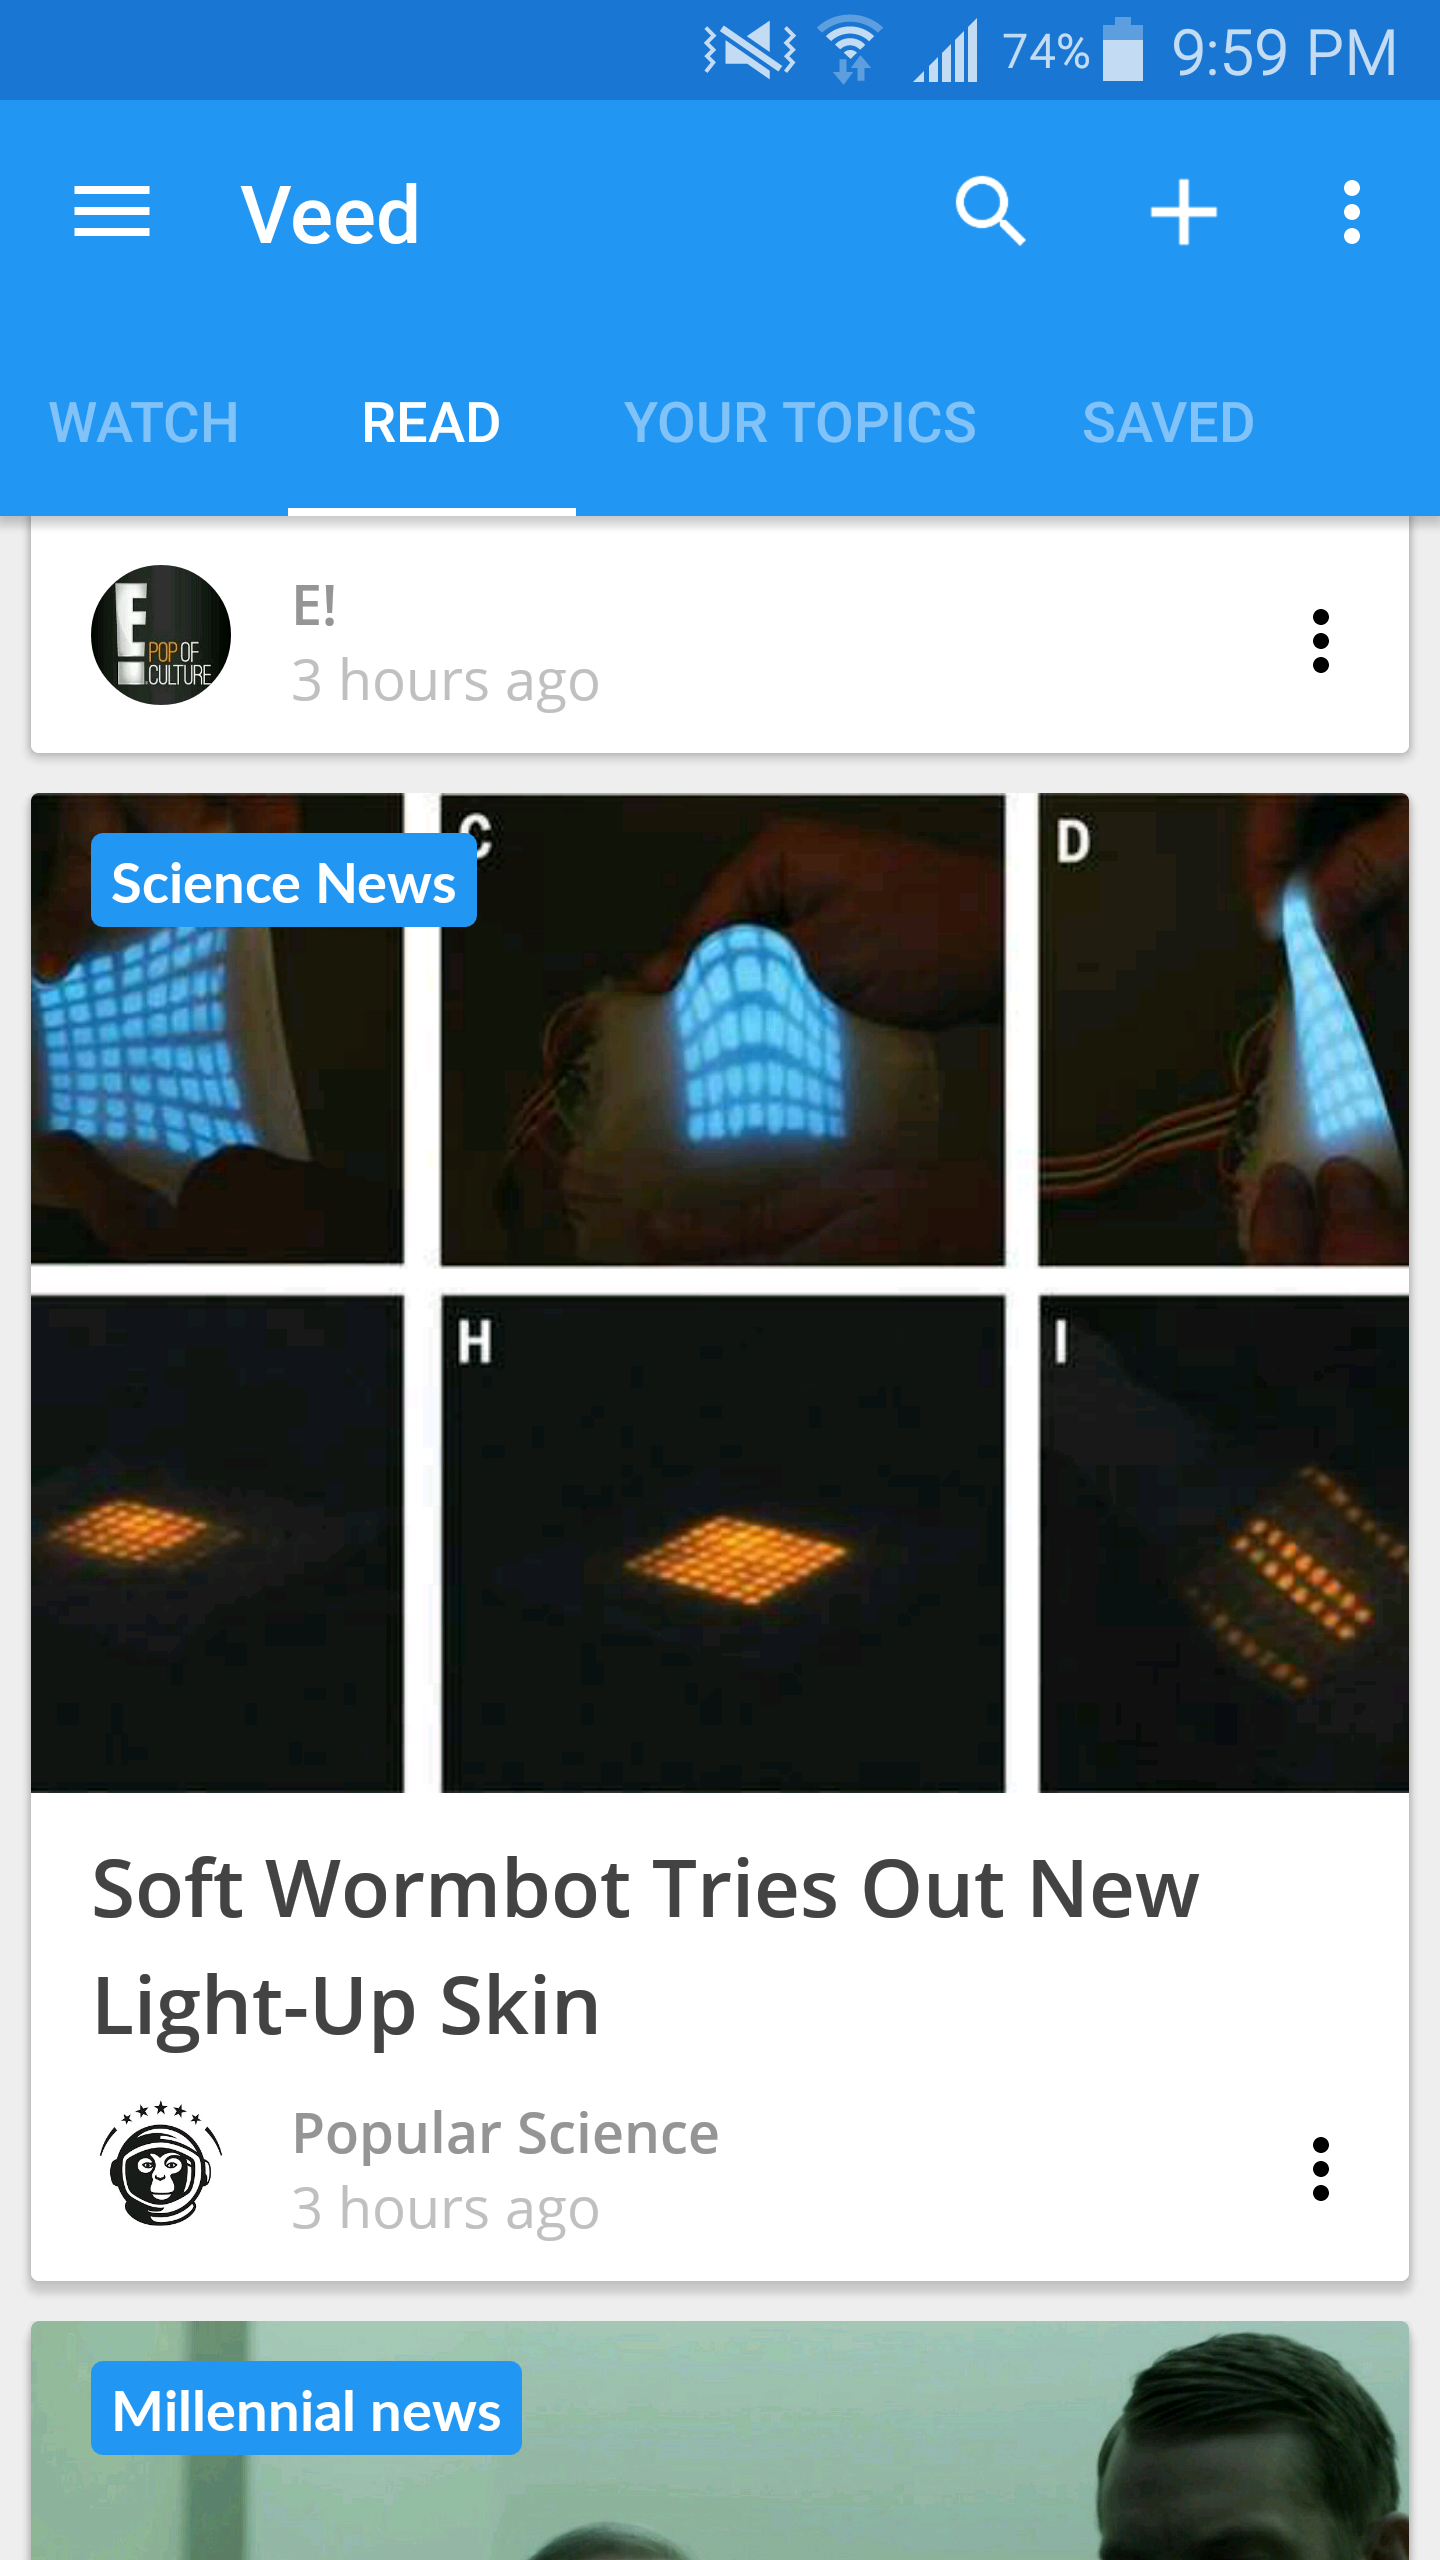 74% 9:59 PM
Veed
WATCH READ YOUR TOPICS SAVED
E!
3 hours ago
E!
POP OF
CULTURE
Science News
C
D
H
I
Soft Wormbot Tries Out New
Light-Up Skin
Popular Science
3 hours ago
Millennial news